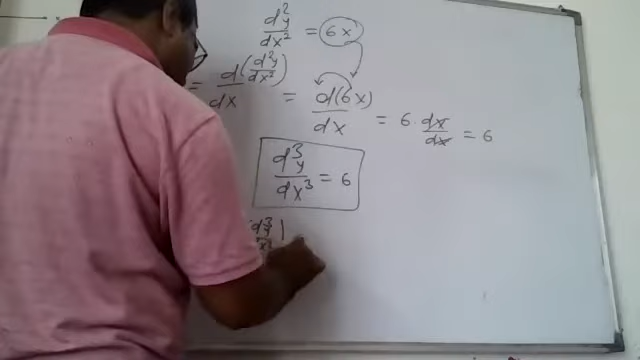 d²y/dx² = 6x
= d(d²y/dx²)/dx = d(6x)/dx = 6·dx/dx = 6
d³y/dx³ = 6